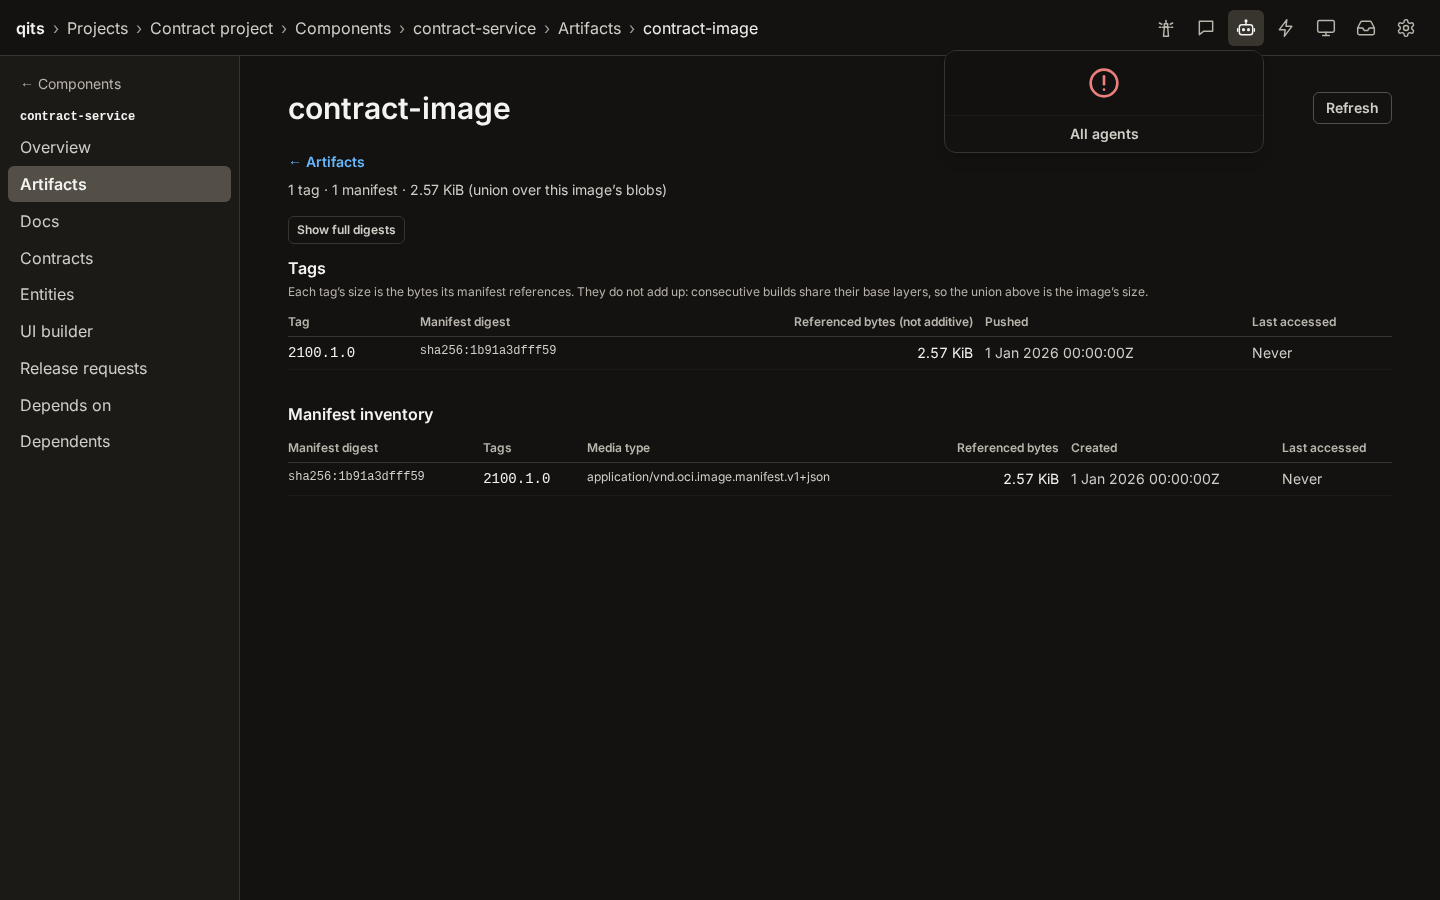 qits › Projects › Contract project › Components › contract-service › Artifacts › contract-image
← Components
contract-service
Overview
Artifacts
Docs
Contracts
Entities
UI builder
Release requests
Depends on
Dependents
All agents
contract-image
Refresh
← Artifacts
1 tag · 1 manifest · 2.57 KiB (union over this image’s blobs)
Show full digests
Tags
Each tag’s size is the bytes its manifest references. They do not add up: consecutive builds share their base layers, so the union above is the image’s size.
Tag Manifest digest Referenced bytes (not additive) Pushed Last accessed
2100.1.0 sha256:1b91a3dfff59 2.57 KiB 1 Jan 2026 00:00:00Z Never
Manifest inventory
Manifest digest Tags Media type Referenced bytes Created Last accessed
sha256:1b91a3dfff59 2100.1.0 application/vnd.oci.image.manifest.v1+json 2.57 KiB 1 Jan 2026 00:00:00Z Never